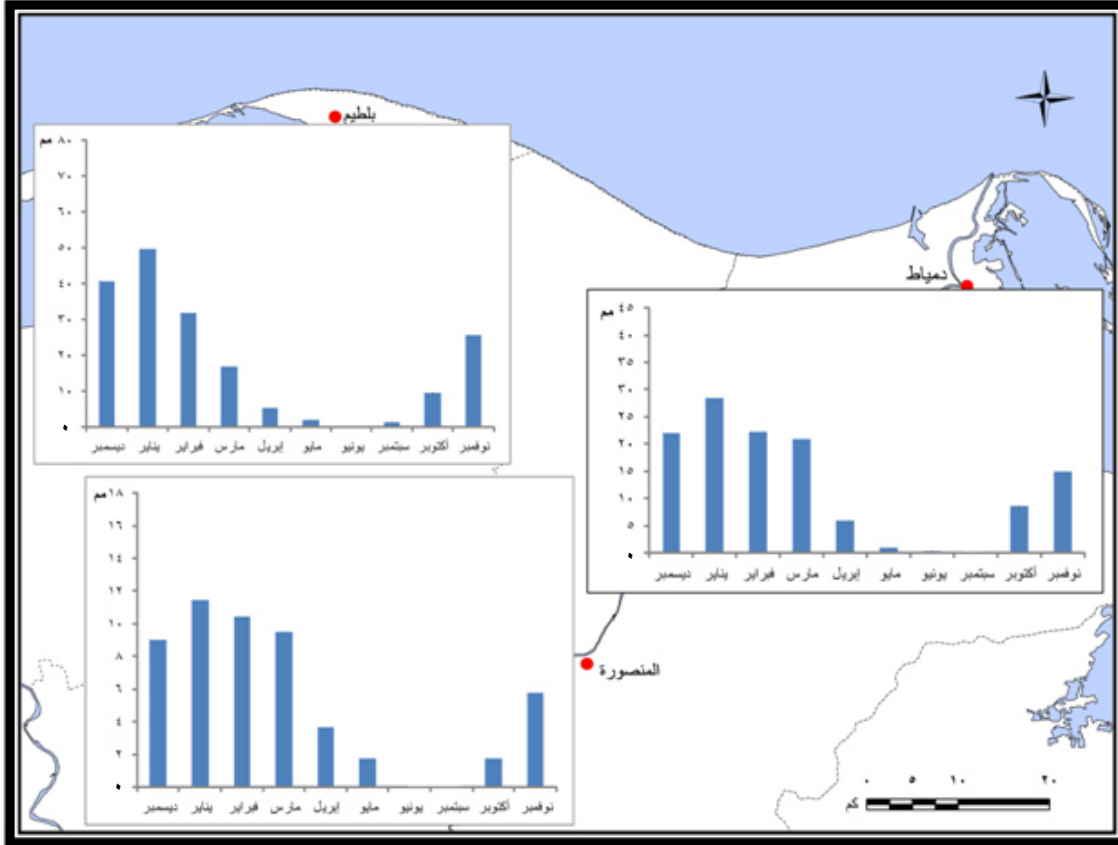 بلطيم
مم ٨٠
٧٠
٦٠
٥٠
٤٠
٣٠
٢٠
١٠
٠
ديسمبر يناير فبراير مارس إبريل مايو يونيو سبتمبر أكتوبر نوفمبر
دمياط
مم ٤٥
٤٠
٣٥
٣٠
٢٥
٢٠
١٥
١٠
٥
٠
ديسمبر يناير فبراير مارس إبريل مايو يونيو سبتمبر أكتوبر نوفمبر
مم ١٨
١٦
١٤
١٢
١٠
٨
٦
٤
٢
٠
ديسمبر يناير فبراير مارس إبريل مايو يونيو سبتمبر أكتوبر نوفمبر
المنصورة
٠ ٥ ١٠ ٢٠
كم